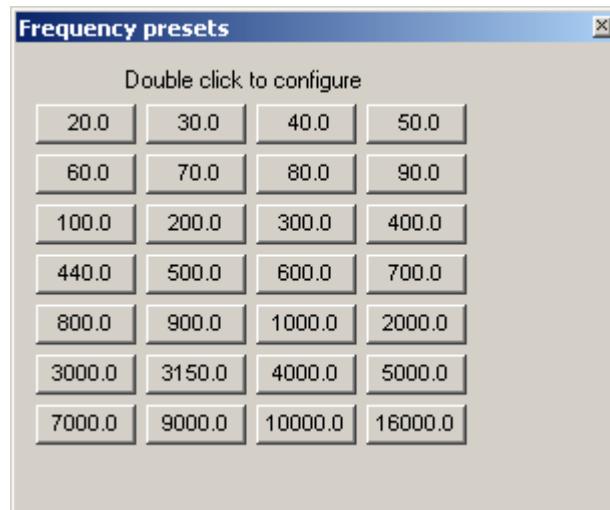 Frequency presets
Double click to configure
20.0 30.0 40.0 50.0
60.0 70.0 80.0 90.0
100.0 200.0 300.0 400.0
440.0 500.0 600.0 700.0
800.0 900.0 1000.0 2000.0
3000.0 3150.0 4000.0 5000.0
7000.0 9000.0 10000.0 16000.0